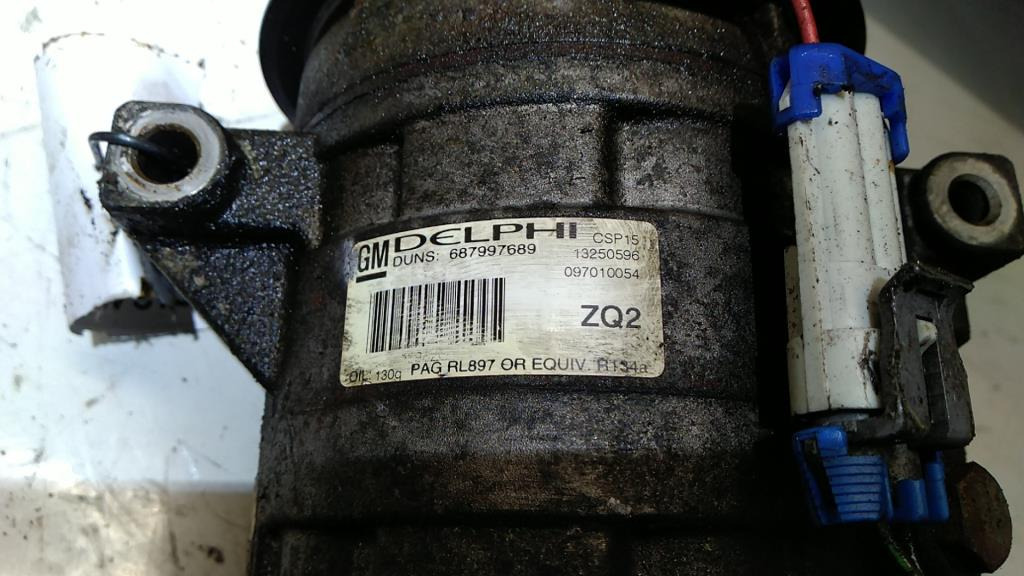 GM DELPHI CSP15
DUNS: 687997689 13250596
097010054
ZQ2
OIL: 130g PAG RL897 OR EQUIV. R134a